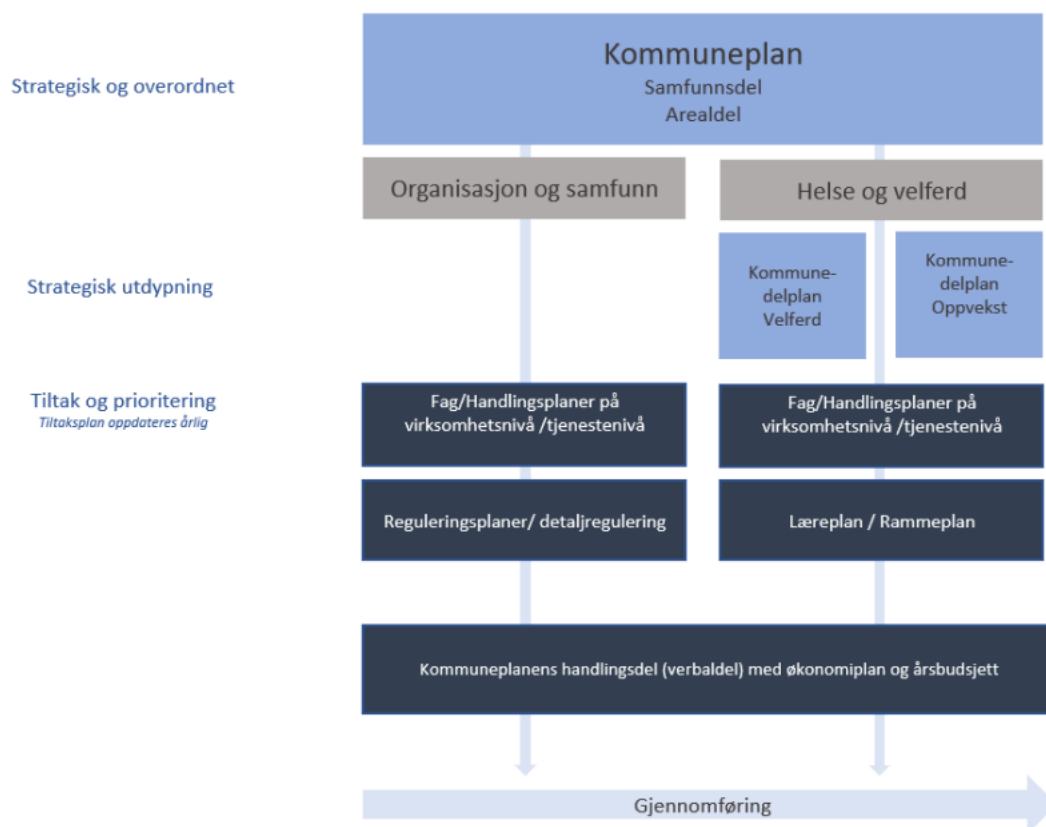 Kommuneplan
Samfunnsdel
Arealdel
Strategisk og overordnet
Organisasjon og samfunn
Helse og velferd
Strategisk utdypning
Kommune-
delplan
Velferd
Kommune-
delplan
Oppvekst
Tiltak og prioritering
Tiltaksplan oppdateres årlig
Fag/Handlingsplaner på
virksomhetsnivå /tjenestenivå
Fag/Handlingsplaner på
virksomhetsnivå /tjenestenivå
Reguleringsplaner/ detaljregulering
Læreplan / Rammeplan
Kommuneplanens handlingsdel (verbaldel) med økonomiplan og årsbudsjett
Gjennomføring